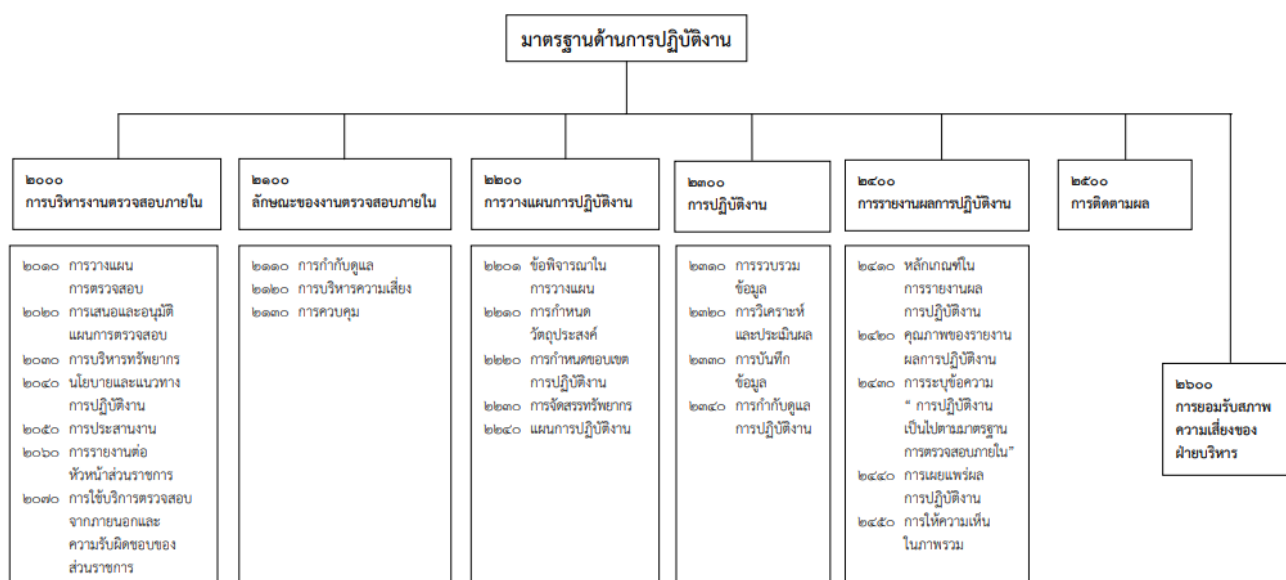 มาตรฐานด้านการปฏิบัติงาน
๒๐๐๐
การบริหารงานตรวจสอบภายใน
๒๐๑๐ การวางแผน
การตรวจสอบ
๒๐๒๐ การเสนอและอนุมัติ
แผนการตรวจสอบ
๒๐๓๐ การบริหารทรัพยากร
๒๐๔๐ นโยบายและแนวทาง
การปฏิบัติงาน
๒๐๕๐ การประสานงาน
๒๐๖๐ การรายงานต่อ
หัวหน้าส่วนราชการ
๒๐๗๐ การใช้บริการตรวจสอบ
จากภายนอกและ
ความรับผิดชอบของ
ส่วนราชการ
๒๑๐๐
ลักษณะของงานตรวจสอบภายใน
๒๑๑๐ การกำกับดูแล
๒๑๒๐ การบริหารความเสี่ยง
๒๑๓๐ การควบคุม
๒๒๐๐
การวางแผนการปฏิบัติงาน
๒๒๐๑ ข้อพิจารณาใน
การวางแผน
๒๒๑๐ การกำหนด
วัตถุประสงค์
๒๒๒๐ การกำหนดขอบเขต
การปฏิบัติงาน
๒๒๓๐ การจัดสรรทรัพยากร
๒๒๔๐ แผนการปฏิบัติงาน
๒๓๐๐
การปฏิบัติงาน
๒๓๑๐ การรวบรวม
ข้อมูล
๒๓๒๐ การวิเคราะห์
และประเมินผล
๒๓๓๐ การบันทึก
ข้อมูล
๒๓๔๐ การกำกับดูแล
การปฏิบัติงาน
๒๔๐๐
การรายงานผลการปฏิบัติงาน
๒๔๑๐ หลักเกณฑ์ใน
การรายงานผล
การปฏิบัติงาน
๒๔๒๐ คุณภาพของรายงาน
ผลการปฏิบัติงาน
๒๔๓๐ การระบุข้อความ
“ การปฏิบัติงาน
เป็นไปตามมาตรฐาน
การตรวจสอบภายใน”
๒๔๔๐ การเผยแพร่ผล
การปฏิบัติงาน
๒๔๕๐ การให้ความเห็น
ในภาพรวม
๒๕๐๐
การติดตามผล
๒๖๐๐
การยอมรับสภาพ
ความเสี่ยงของ
ฝ่ายบริหาร